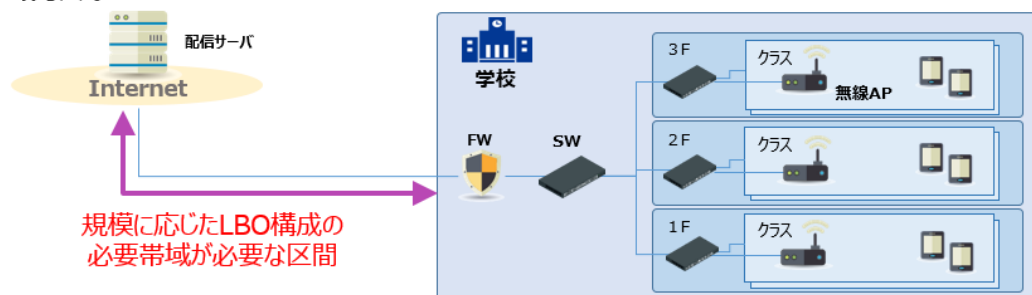 配信サーバ
Internet
学校
FW
SW
3F
クラス
無線AP
2F
クラス
1F
クラス
規模に応じたLBO構成の
必要帯域が必要な区間